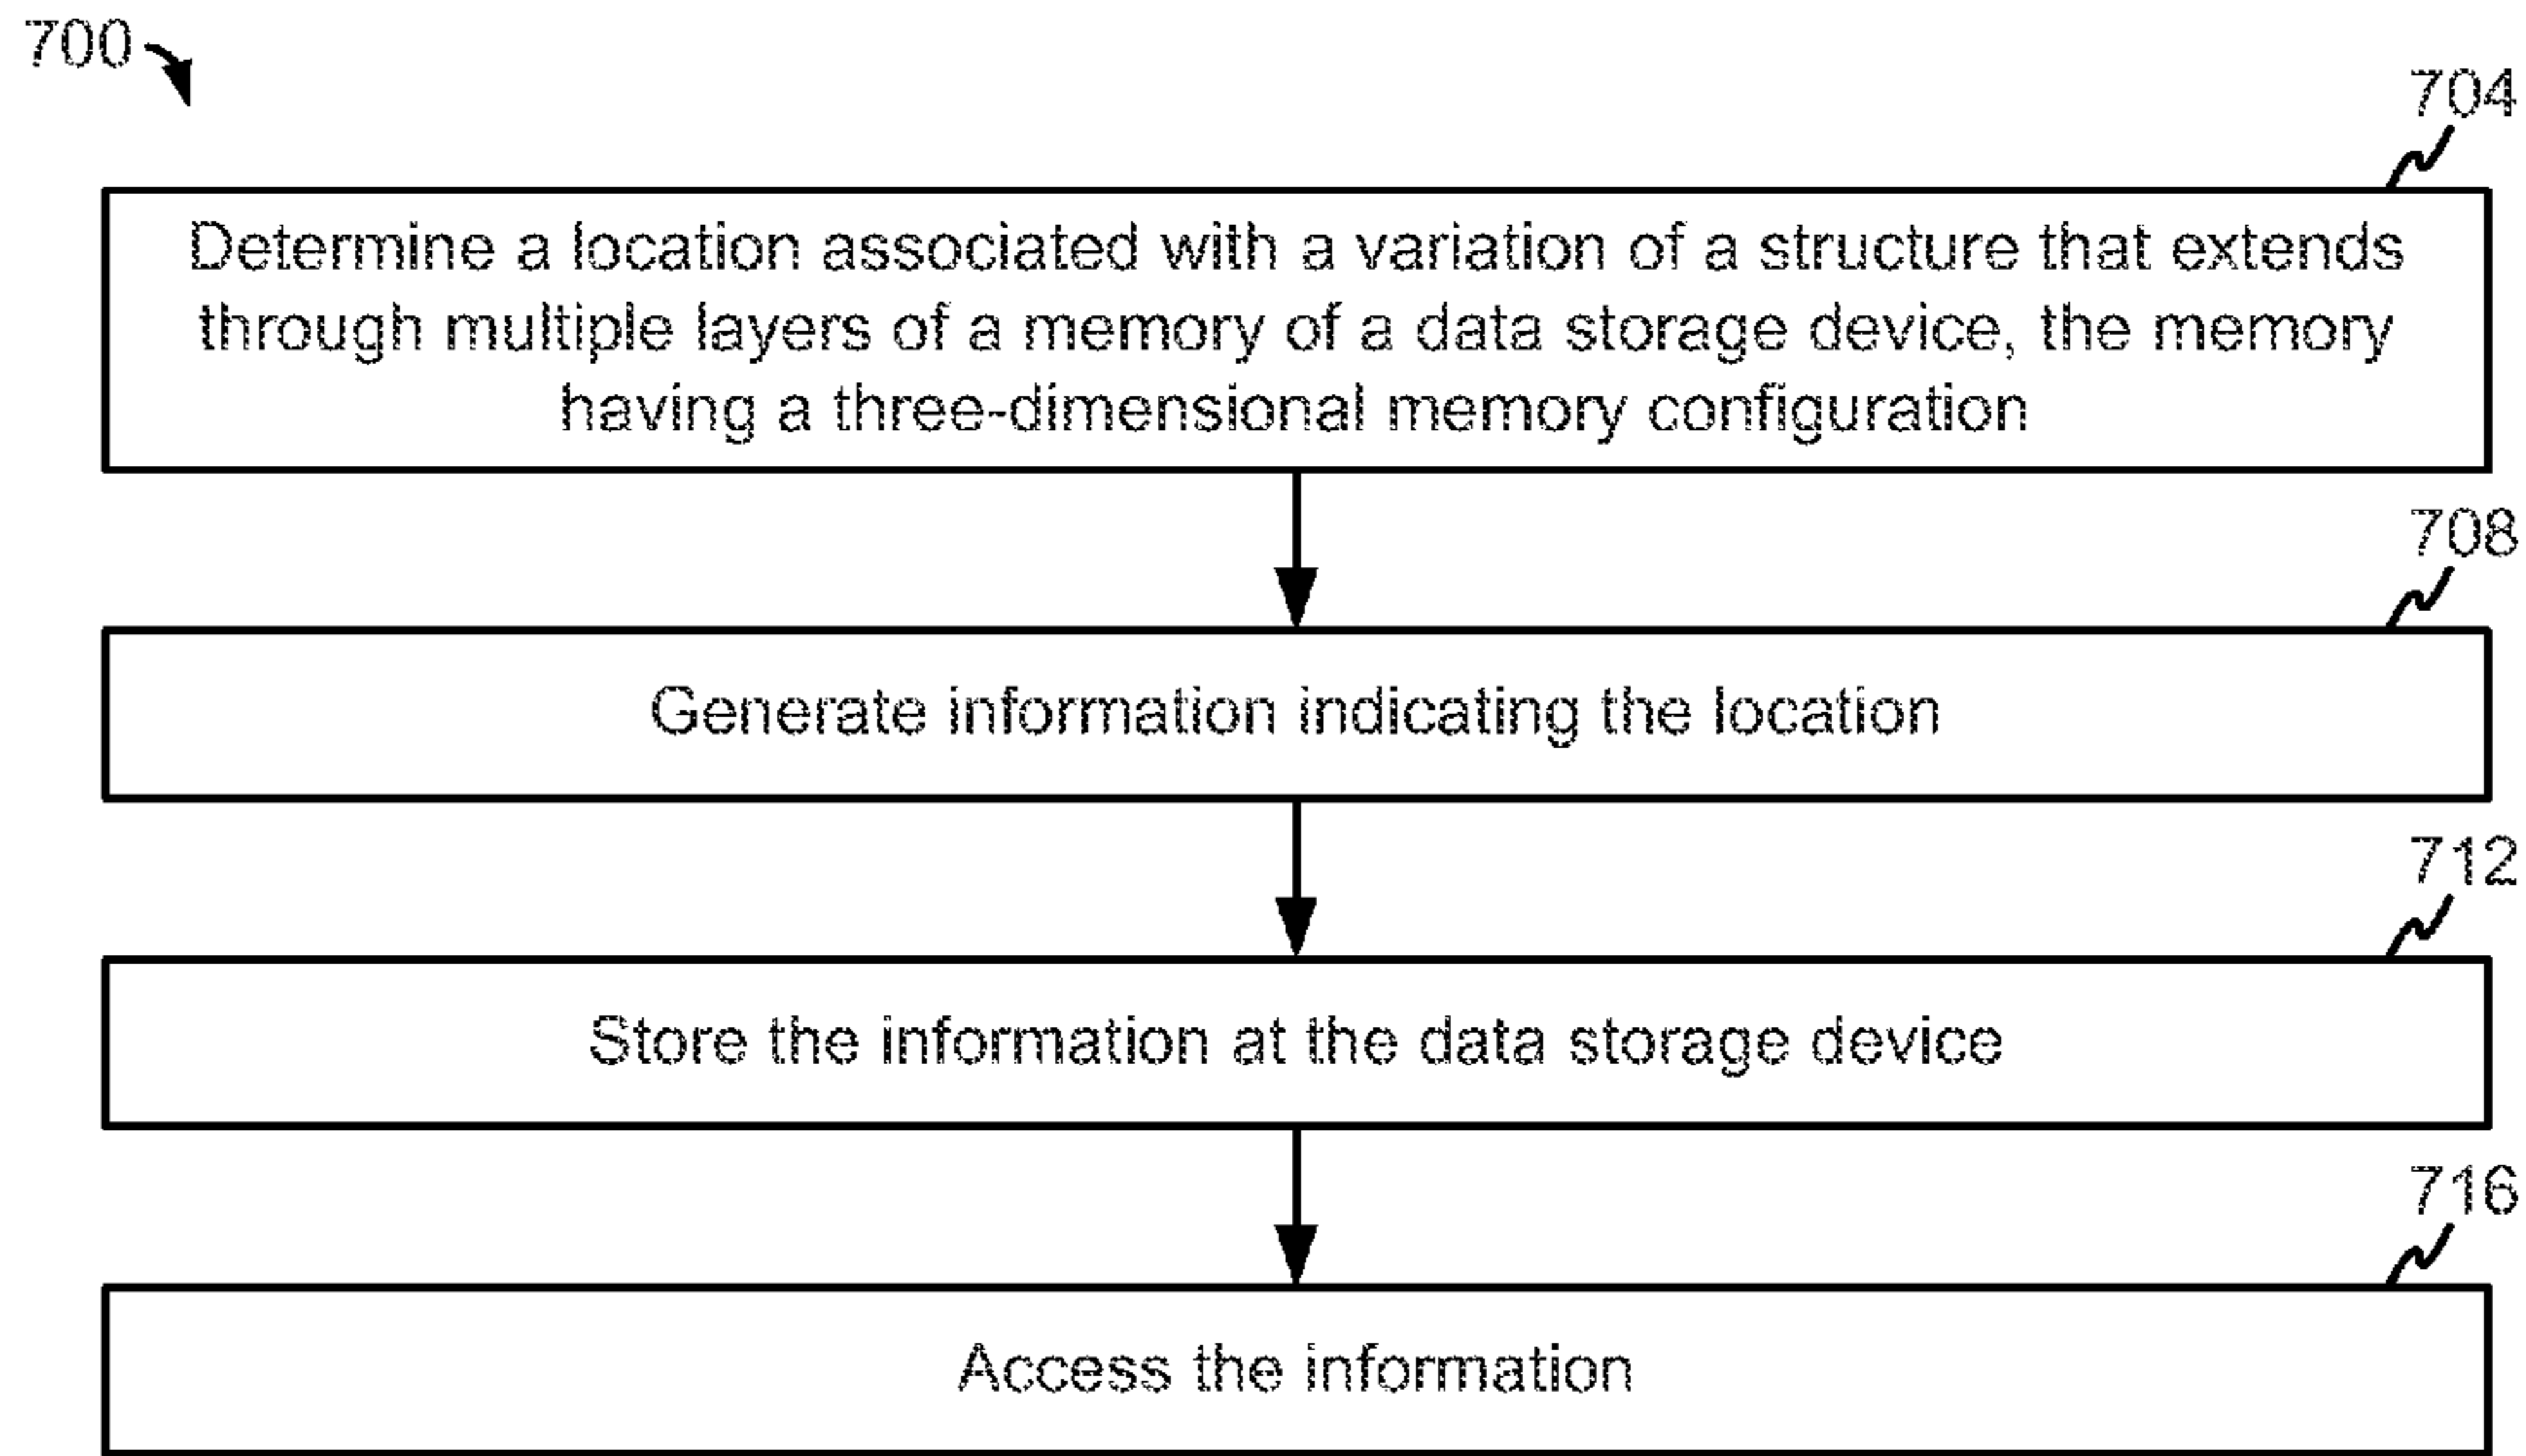 700
704
Determine a location associated with a variation of a structure that extends
through multiple layers of a memory of a data storage device, the memory
having a three-dimensional memory configuration
708
Generate information indicating the location
712
Store the information at the data storage device
716
Access the information